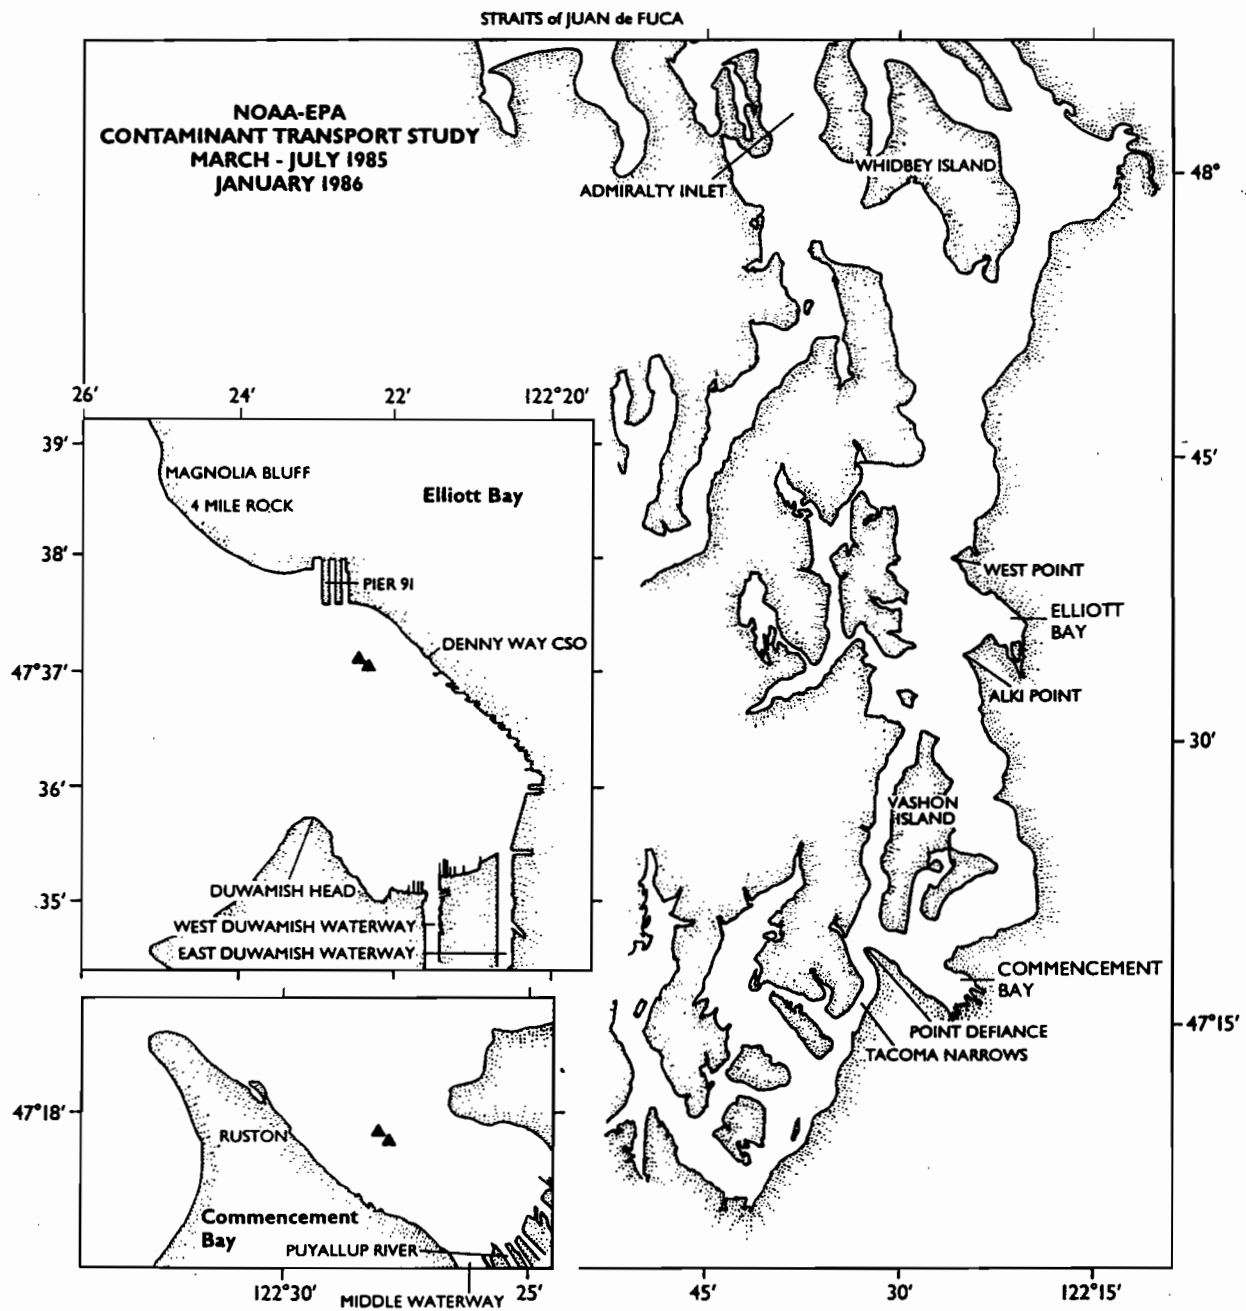 STRAITS of JUAN de FUCA
NOAA-EPA
CONTAMINANT TRANSPORT STUDY
MARCH - JULY 1985
JANUARY 1986
ADMIRALTY INLET
WHIDBEY ISLAND
48°
26'
24'
22'
122°20'
39'
MAGNOLIA BLUFF
4 MILE ROCK
Elliott Bay
45'
38'
PIER 91
WEST POINT
ELLIOTT
BAY
DENNY WAY CSO
47°37'
ALKI POINT
30'
36'
VASHON
ISLAND
DUWAMISH HEAD
35'
WEST DUWAMISH WATERWAY
EAST DUWAMISH WATERWAY
COMMENCEMENT
BAY
POINT DEFIANCE
TACOMA NARROWS
47°15'
47°18'
RUSTON
Commencement
Bay
PUYALLUP RIVER
122°30'
25'
MIDDLE WATERWAY
45'
30'
122°15'